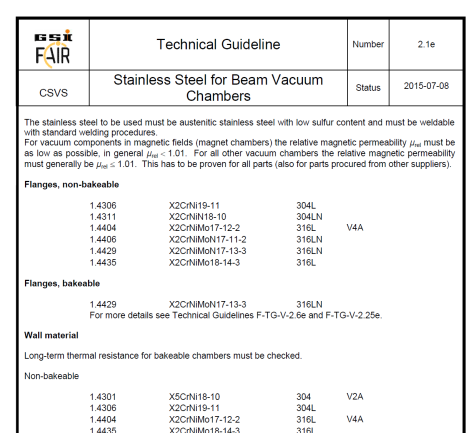 GSI
FAIR
Technical Guideline
Number
2.1e
CSVS
Stainless Steel for Beam Vacuum
Chambers
Status
2015-07-08
The stainless steel to be used must be austenitic stainless steel with low sulfur content and must be weldable
with standard welding procedures.
For vacuum components in magnetic fields (magnet chambers) the relative magnetic permeability μrel must be
as low as possible, in general μrel < 1.01. For all other vacuum chambers the relative magnetic permeability
must generally be μrel ≤ 1.01. This has to be proven for all parts (also for parts procured from other suppliers).
Flanges, non-bakeable
1.4306 X2CrNi19-11 304L
1.4311 X2CrNiN18-10 304LN
1.4404 X2CrNiMo17-12-2 316L V4A
1.4406 X2CrNiMoN17-11-2 316LN
1.4429 X2CrNiMoN17-13-3 316LN
1.4435 X2CrNiMo18-14-3 316L
Flanges, bakeable
1.4429 X2CrNiMoN17-13-3 316LN
For more details see Technical Guidelines F-TG-V-2.6e and F-TG-V-2.25e.
Wall material
Long-term thermal resistance for bakeable chambers must be checked.
Non-bakeable
1.4301 X5CrNi18-10 304 V2A
1.4306 X2CrNi19-11 304L
1.4404 X2CrNiMo17-12-2 316L V4A
1.4435 X2CrNiMo18-14-3 316L